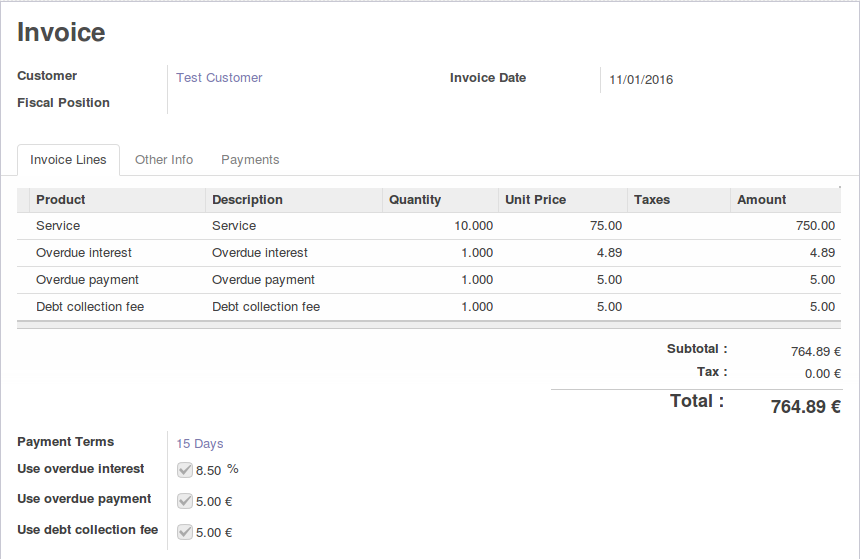 Invoice
Customer Test Customer Invoice Date 11/01/2016
Fiscal Position
Invoice Lines Other Info Payments
Product Description Quantity Unit Price Taxes Amount
Service Service 10.000 75.00 750.00
Overdue interest Overdue interest 1.000 4.89 4.89
Overdue payment Overdue payment 1.000 5.00 5.00
Debt collection fee Debt collection fee 1.000 5.00 5.00
Subtotal : 764.89 €
Tax : 0.00 €
Total : 764.89 €
Payment Terms 15 Days
Use overdue interest 8.50 %
Use overdue payment 5.00 €
Use debt collection fee 5.00 €